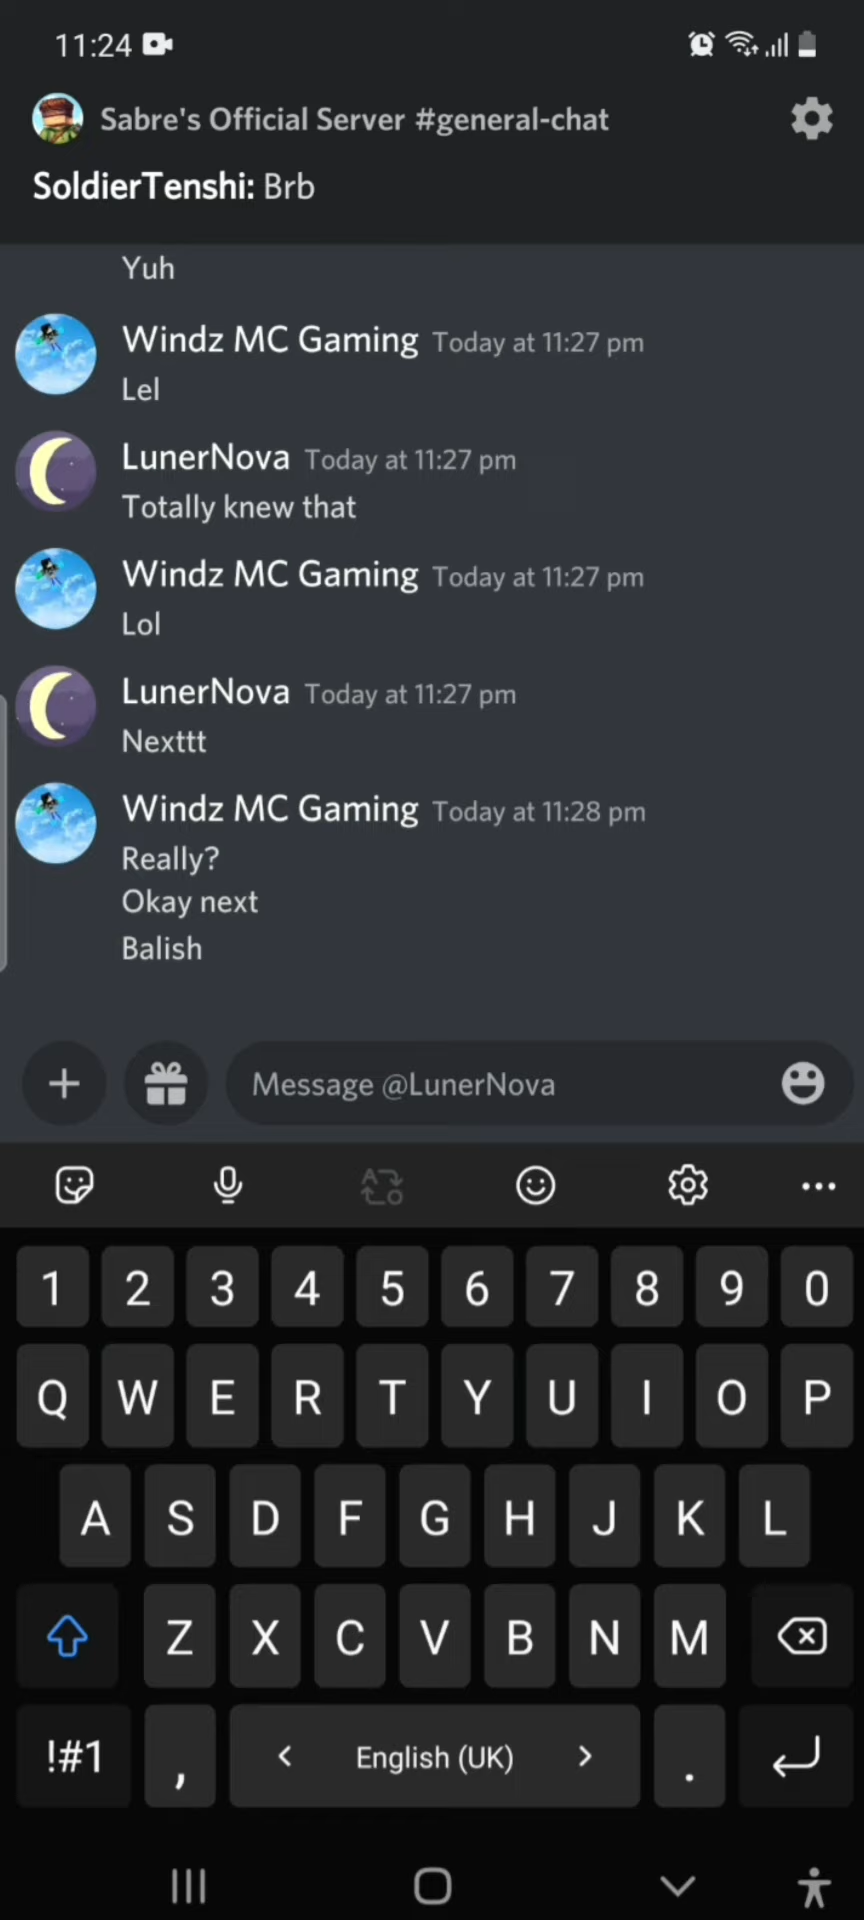 11:24
Sabre's Official Server #general-chat
SoldierTenshi: Brb
Yuh
Windz MC Gaming Today at 11:27 pm
Lel
LunerNova Today at 11:27 pm
Totally knew that
Windz MC Gaming Today at 11:27 pm
Lol
LunerNova Today at 11:27 pm
Nexttt
Windz MC Gaming Today at 11:28 pm
Really?
Okay next
Balish
Message @LunerNova
1 2 3 4 5 6 7 8 9 0
Q W E R T Y U I O P
A S D F G H J K L
Z X C V B N M
!#1 , < English (UK) > .